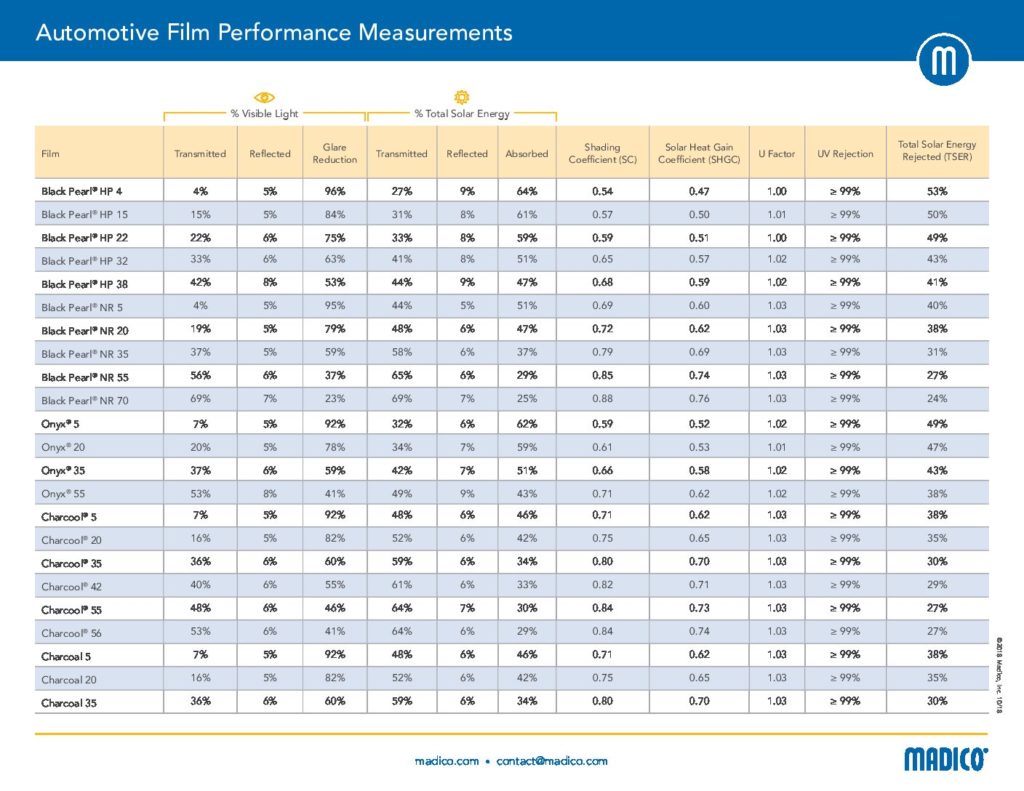 Automotive Film Performance Measurements
m
% Visible Light % Total Solar Energy
Film Transmitted Reflected Glare Reduction Transmitted Reflected Absorbed Shading Coefficient (SC) Solar Heat Gain Coefficient (SHGC) U Factor UV Rejection Total Solar Energy Rejected (TSER)
Black Pearl® HP 4 4% 5% 96% 27% 9% 64% 0.54 0.47 1.00 ≥ 99% 53%
Black Pearl® HP 15 15% 5% 84% 31% 8% 61% 0.57 0.50 1.01 ≥ 99% 50%
Black Pearl® HP 22 22% 6% 75% 33% 8% 59% 0.59 0.51 1.00 ≥ 99% 49%
Black Pearl® HP 32 33% 6% 63% 41% 8% 51% 0.65 0.57 1.02 ≥ 99% 43%
Black Pearl® HP 38 42% 8% 53% 44% 9% 47% 0.68 0.59 1.02 ≥ 99% 41%
Black Pearl® NR 5 4% 5% 95% 44% 5% 51% 0.69 0.60 1.03 ≥ 99% 40%
Black Pearl® NR 20 19% 5% 79% 48% 6% 47% 0.72 0.62 1.03 ≥ 99% 38%
Black Pearl® NR 35 37% 5% 59% 58% 6% 37% 0.79 0.69 1.03 ≥ 99% 31%
Black Pearl® NR 55 56% 6% 37% 65% 6% 29% 0.85 0.74 1.03 ≥ 99% 27%
Black Pearl® NR 70 69% 7% 23% 69% 7% 25% 0.88 0.76 1.03 ≥ 99% 24%
Onyx® 5 7% 5% 92% 32% 6% 62% 0.59 0.52 1.02 ≥ 99% 49%
Onyx® 20 20% 5% 78% 34% 7% 59% 0.61 0.53 1.01 ≥ 99% 47%
Onyx® 35 37% 6% 59% 42% 7% 51% 0.66 0.58 1.02 ≥ 99% 43%
Onyx® 55 53% 8% 41% 49% 9% 43% 0.71 0.62 1.02 ≥ 99% 38%
Charcool® 5 7% 5% 92% 48% 6% 46% 0.71 0.62 1.03 ≥ 99% 38%
Charcool® 20 16% 5% 82% 52% 6% 42% 0.75 0.65 1.03 ≥ 99% 35%
Charcool® 35 36% 6% 60% 59% 6% 34% 0.80 0.70 1.03 ≥ 99% 30%
Charcool® 42 40% 6% 55% 61% 6% 33% 0.82 0.71 1.03 ≥ 99% 29%
Charcool® 55 48% 6% 46% 64% 7% 30% 0.84 0.73 1.03 ≥ 99% 27%
Charcool® 56 53% 6% 41% 64% 6% 29% 0.84 0.74 1.03 ≥ 99% 27%
Charcoal 5 7% 5% 92% 48% 6% 46% 0.71 0.62 1.03 ≥ 99% 38%
Charcoal 20 16% 5% 82% 52% 6% 42% 0.75 0.65 1.03 ≥ 99% 35%
Charcoal 35 36% 6% 60% 59% 6% 34% 0.80 0.70 1.03 ≥ 99% 30%
©2018 Madico, Inc. 10/18
madico.com • contact@madico.com
MADICO®